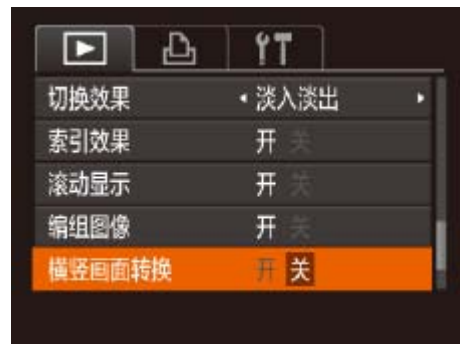 切换效果 淡入淡出
索引效果 开 关
滚动显示 开 关
编组图像 开 关
横竖画面转换 开 关